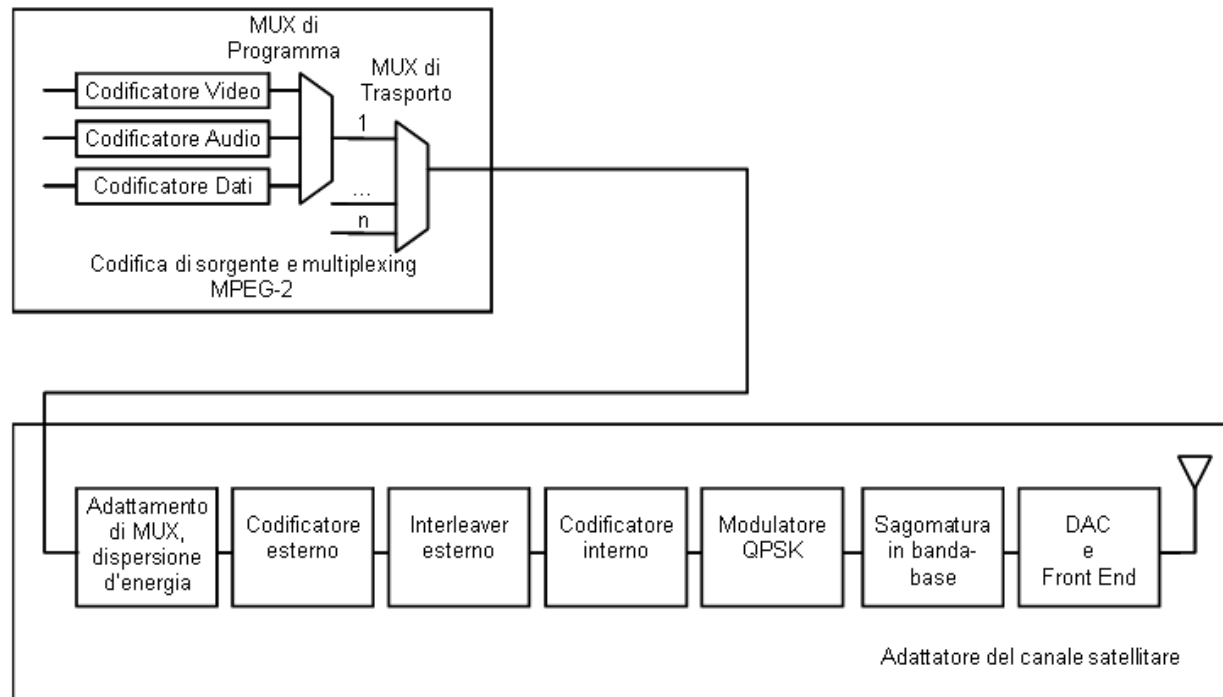 MUX di
Programma
MUX di
Trasporto
Codificatore Video
Codificatore Audio
Codificatore Dati
1
...
n
Codifica di sorgente e multiplexing
MPEG-2
Adattamento
di MUX,
dispersione
d'energia
Codificatore
esterno
Interleaver
esterno
Codificatore
interno
Modulatore
QPSK
Sagomatura
in banda-
base
DAC
e
Front End
Adattatore del canale satellitare